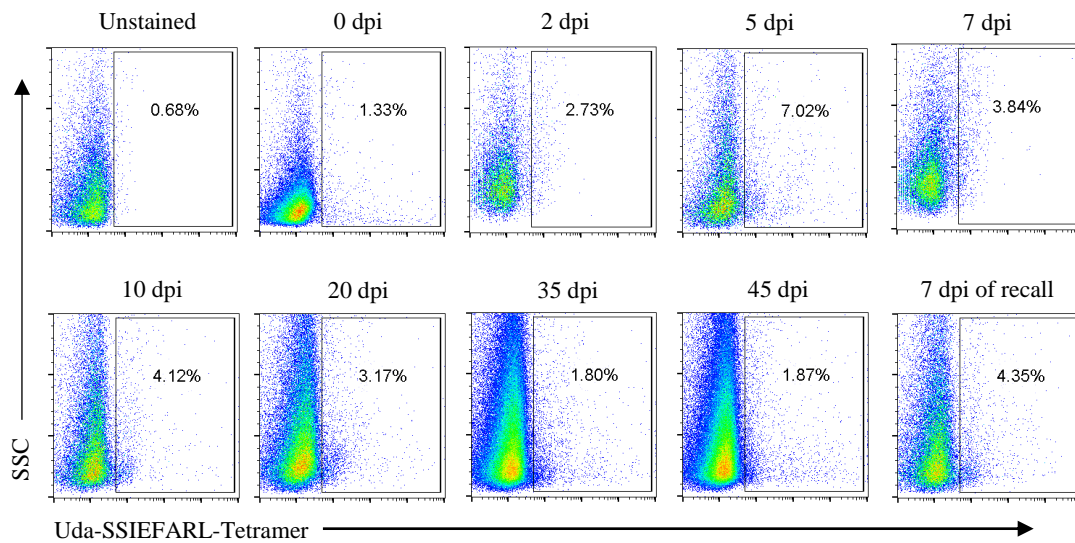 Unstained 0 dpi 2 dpi 5 dpi 7 dpi
0.68% 1.33% 2.73% 7.02% 3.84%
10 dpi 20 dpi 35 dpi 45 dpi 7 dpi of recall
4.12% 3.17% 1.80% 1.87% 4.35%
SSC
Uda-SSIEFARL-Tetramer